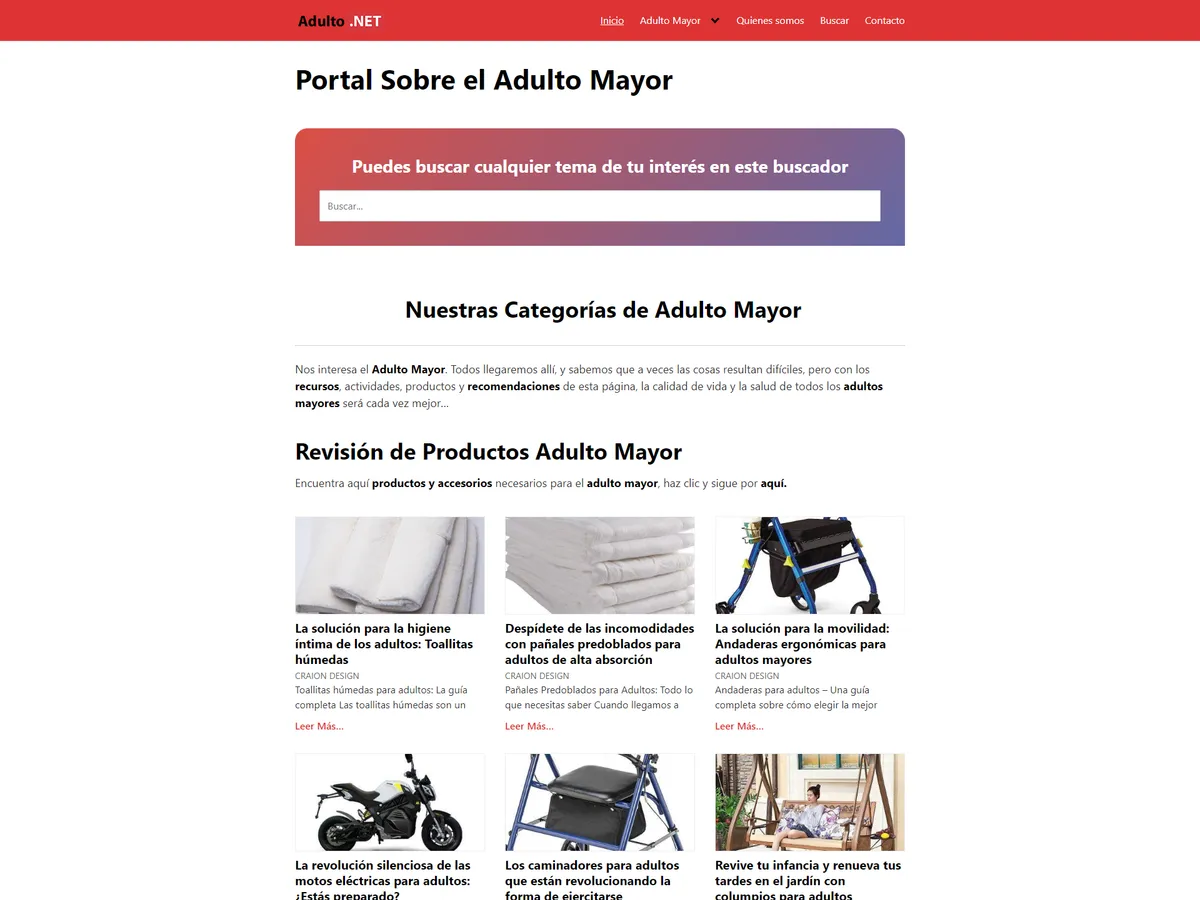 Adulto .NET
Inicio
Adulto Mayor
Quienes somos
Buscar
Contacto
Portal Sobre el Adulto Mayor
Puedes buscar cualquier tema de tu interés en este buscador
Buscar...
Nuestras Categorías de Adulto Mayor
Nos interesa el Adulto Mayor. Todos llegaremos allí, y sabemos que a veces las cosas resultan difíciles, pero con los
recursos, actividades, productos y recomendaciones de esta página, la calidad de vida y la salud de todos los adultos
mayores será cada vez mejor...
Revisión de Productos Adulto Mayor
Encuentra aquí productos y accesorios necesarios para el adulto mayor, haz clic y sigue por aquí.
La solución para la higiene
íntima de los adultos: Toallitas
húmedas
CRAION DESIGN
Toallitas húmedas para adultos: La guía
completa Las toallitas húmedas son un
Leer Más...
Despídete de las incomodidades
con pañales predoblados para
adultos de alta absorción
CRAION DESIGN
Pañales Predoblados para Adultos: Todo lo
que necesitas saber Cuando llegamos a
Leer Más...
La solución para la movilidad:
Andaderas ergonómicas para
adultos mayores
CRAION DESIGN
Andaderas para adultos – Una guía
completa sobre cómo elegir la mejor
Leer Más...
La revolución silenciosa de las
motos eléctricas para adultos:
¿Estás preparado?
Los caminadores para adultos
que están revolucionando la
forma de ejercitarse
Revive tu infancia y renueva tus
tardes en el jardín con
columpios para adultos